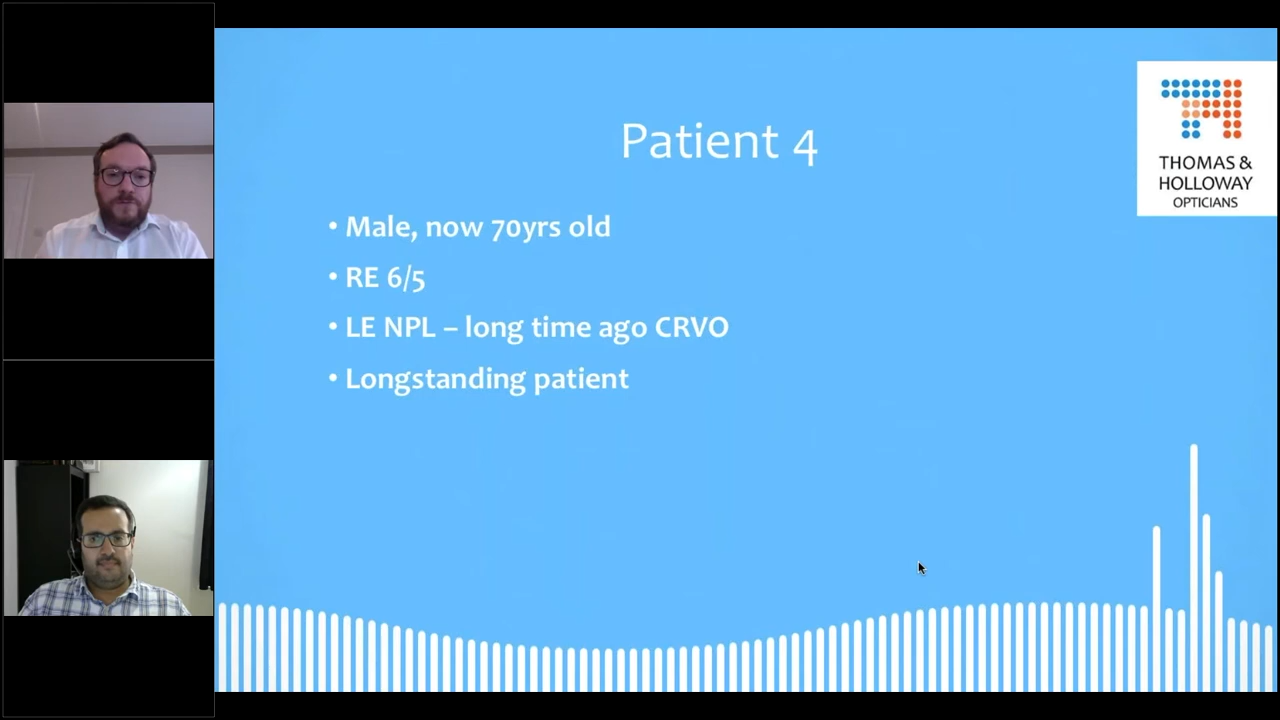 Patient 4
• Male, now 70yrs old
• RE 6/5
• LE NPL – long time ago CRVO
• Longstanding patient
THOMAS &
HOLLOWAY
OPTICIANS